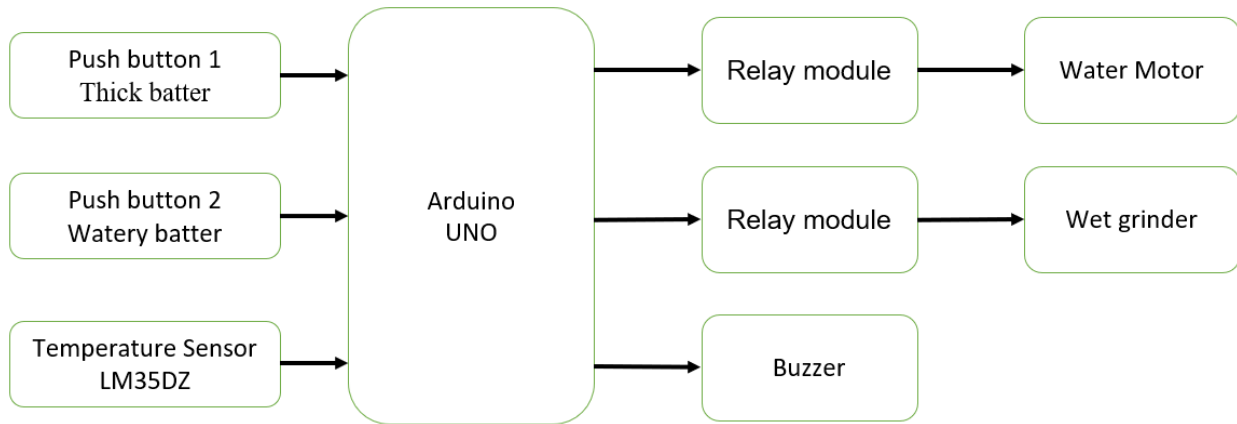 Push button 1
Thick batter
Relay module
Water Motor
Push button 2
Watery batter
Arduino
UNO
Relay module
Wet grinder
Temperature Sensor
LM35DZ
Buzzer